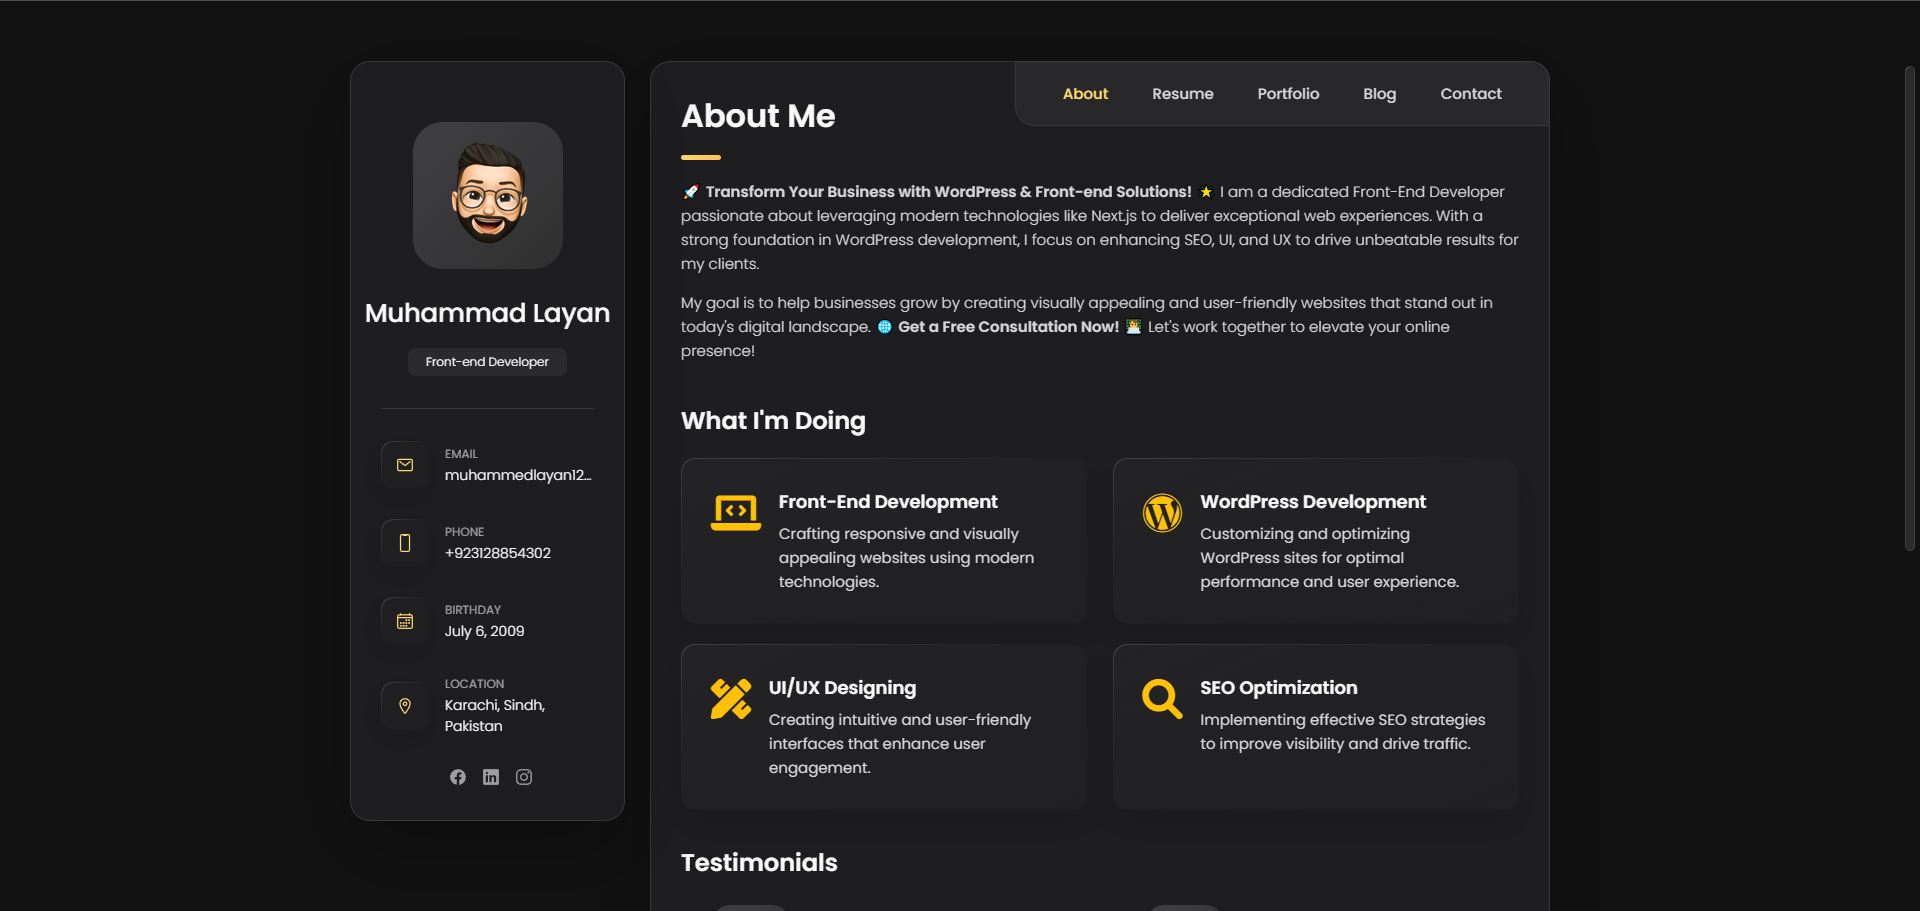 Muhammad Layan
Front-end Developer
EMAIL
muhammedlayan12...
PHONE
+923128854302
BIRTHDAY
July 6, 2009
LOCATION
Karachi, Sindh,
Pakistan
About Resume Portfolio Blog Contact
About Me
🚀 Transform Your Business with WordPress & Front-end Solutions! 🌟 I am a dedicated Front-End Developer
passionate about leveraging modern technologies like Next.js to deliver exceptional web experiences. With a
strong foundation in WordPress development, I focus on enhancing SEO, UI, and UX to drive unbeatable results for
my clients.
My goal is to help businesses grow by creating visually appealing and user-friendly websites that stand out in
today's digital landscape. 🌐 Get a Free Consultation Now! 👨‍💻 Let's work together to elevate your online
presence!
What I'm Doing
Front-End Development
Crafting responsive and visually
appealing websites using modern
technologies.
WordPress Development
Customizing and optimizing
WordPress sites for optimal
performance and user experience.
UI/UX Designing
Creating intuitive and user-friendly
interfaces that enhance user
engagement.
SEO Optimization
Implementing effective SEO strategies
to improve visibility and drive traffic.
Testimonials